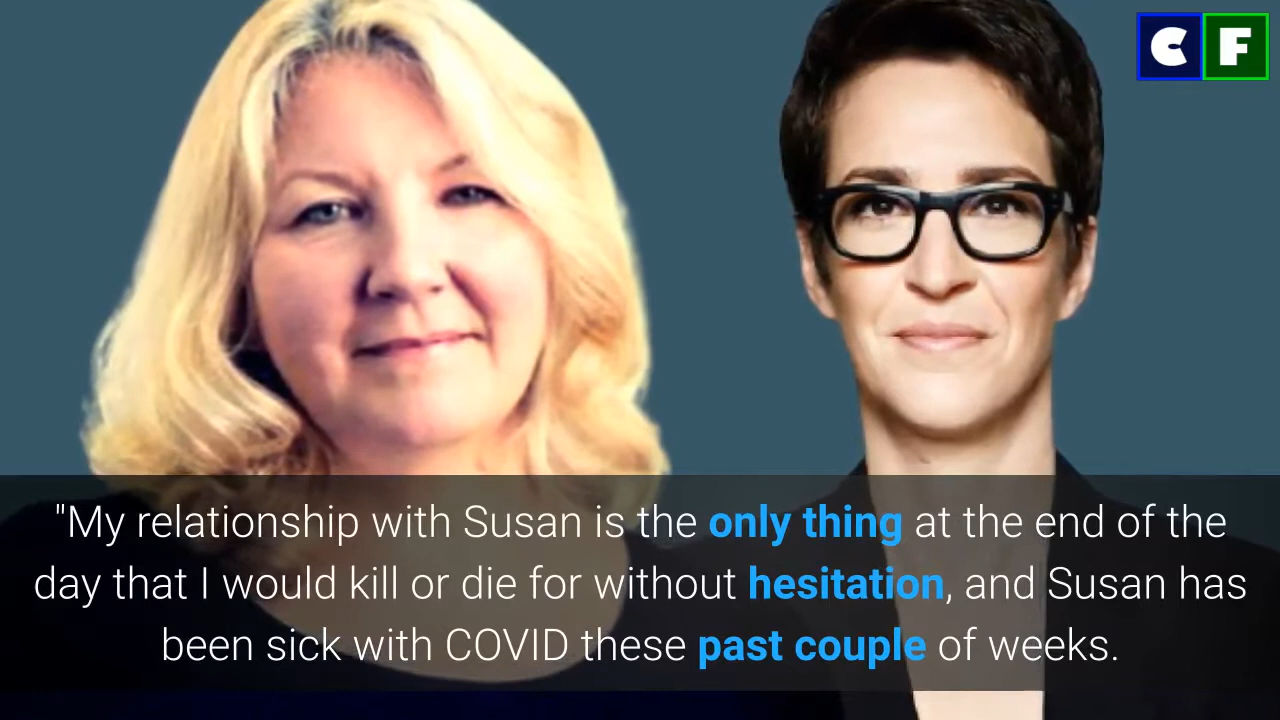 CF
"My relationship with Susan is the only thing at the end of the
day that I would kill or die for without hesitation, and Susan has
been sick with COVID these past couple of weeks.